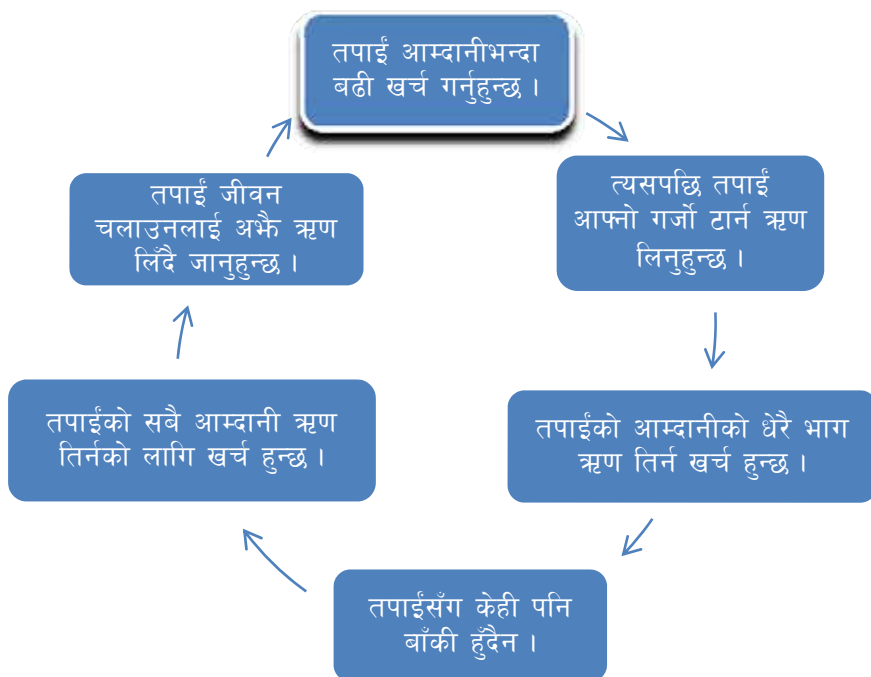 तपाईं आम्दानीभन्दा
बढी खर्च गर्नुहुन्छ ।
त्यसपछि तपाईं
आफ्नो गर्जो टार्न ऋण
लिनुहुन्छ ।
तपाईंको आम्दानीको धेरै भाग
ऋण तिर्न खर्च हुन्छ ।
तपाईंसँग केही पनि
बाँकी हुँदैन ।
तपाईंको सबै आम्दानी ऋण
तिर्नको लागि खर्च हुन्छ ।
तपाईं जीवन
चलाउनलाई अझै ऋण
लिँदै जानुहुन्छ ।